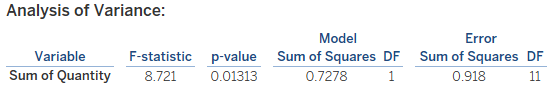 Analysis of Variance:
Model Error
Variable F-statistic p-value Sum of Squares DF Sum of Squares DF
Sum of Quantity 8.721 0.01313 0.7278 1 0.918 11